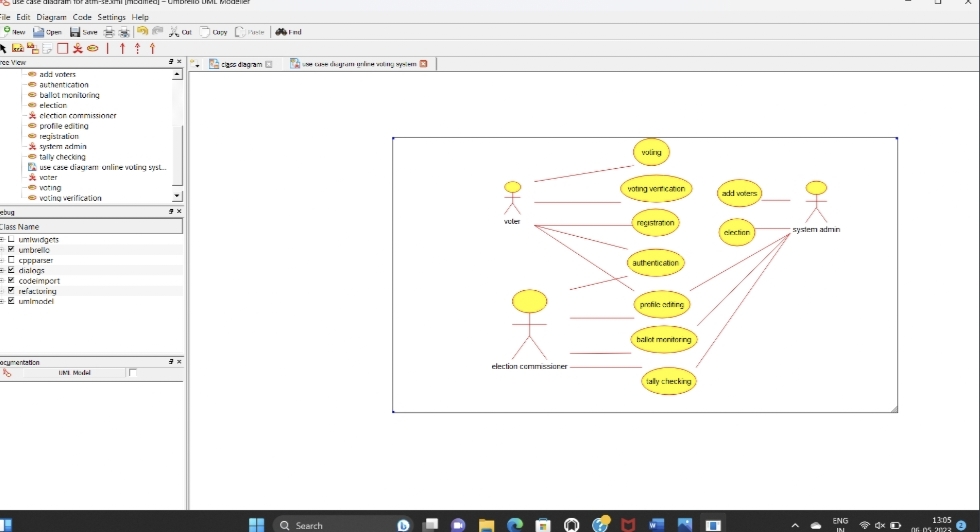 use case diagram for atm-se.xmi [modified] – Umbrello UML Modeller
File Edit Diagram Code Settings Help
New Open Save Cut Copy Paste Find
Tree View
class diagram use case diagram online voting system
add voters
authentication
ballot monitoring
election
election commissioner
profile editing
registration
system admin
tally checking
use case diagram online voting syst...
voter
voting
voting verification
Debug
Class Name
umlwidgets
umbrello
cppparser
dialogs
codeimport
refactoring
umlmodel
Documentation
UML Model
voting
voting verification
add voters
registration
voter
election
system admin
authentication
profile editing
ballot monitoring
election commissioner
tally checking
Search
ENG
IN
13:05
06-05-2023